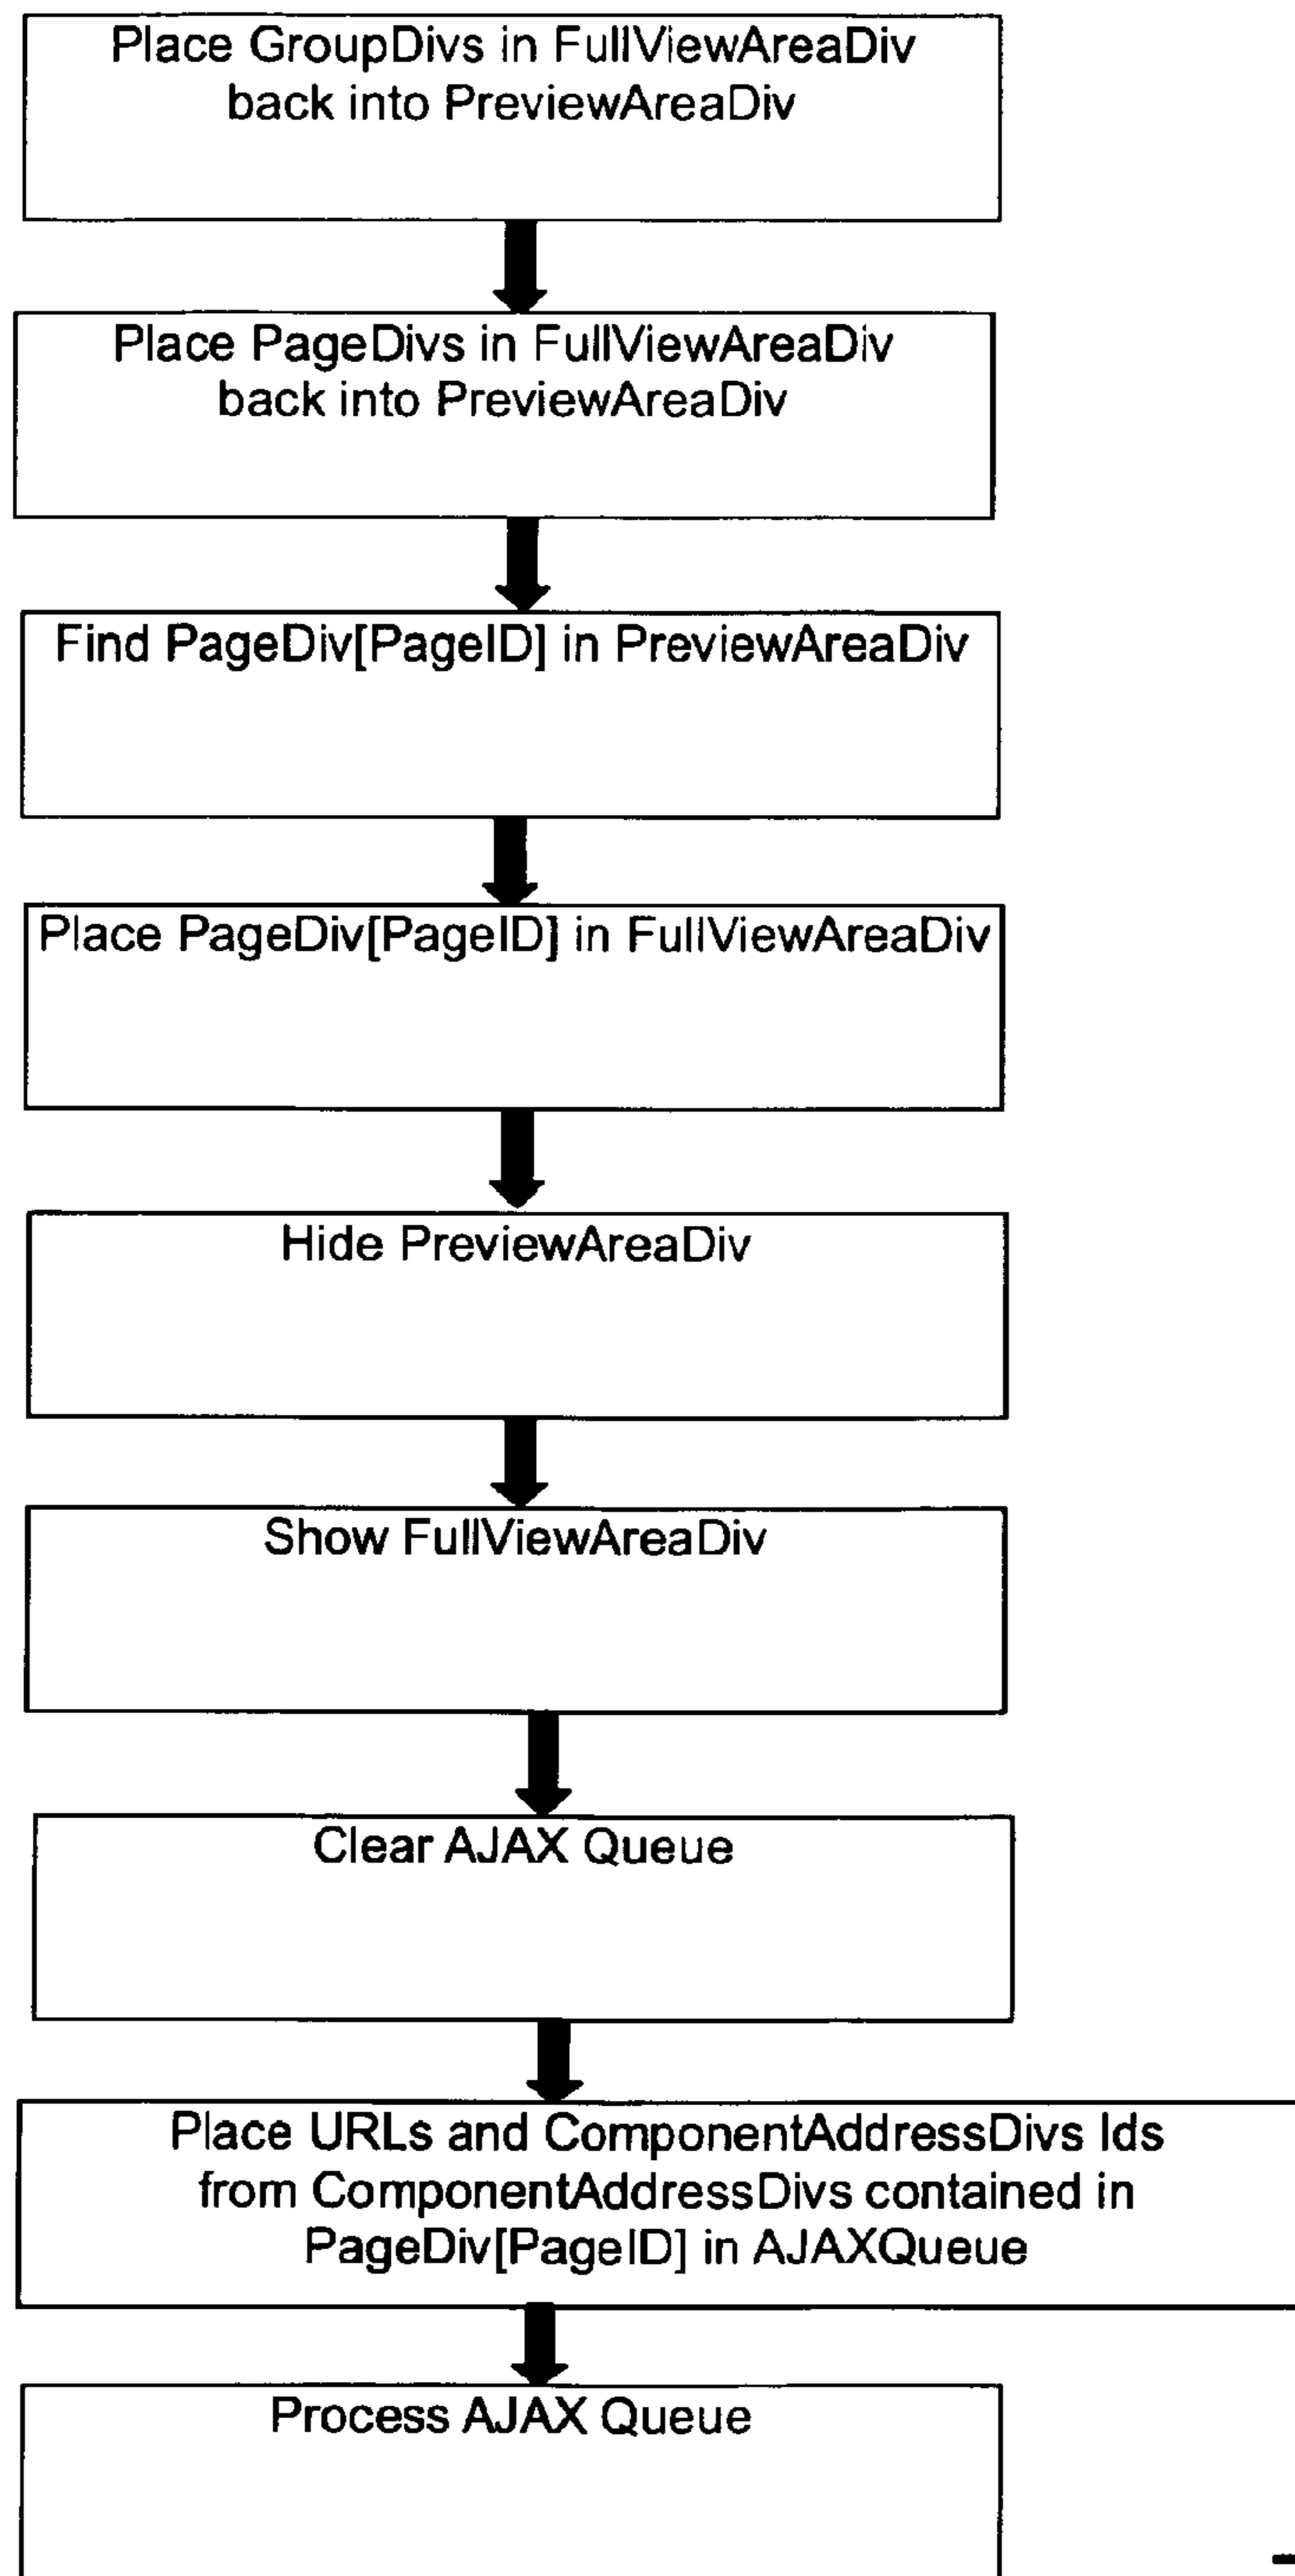 Place GroupDivs in FullViewAreaDiv
back into PreviewAreaDiv
Place PageDivs in FullViewAreaDiv
back into PreviewAreaDiv
Find PageDiv[PageID] in PreviewAreaDiv
Place PageDiv[PageID] in FullViewAreaDiv
Hide PreviewAreaDiv
Show FullViewAreaDiv
Clear AJAX Queue
Place URLs and ComponentAddressDivs Ids
from ComponentAddressDivs contained in
PageDiv[PageID] in AJAXQueue
Process AJAX Queue